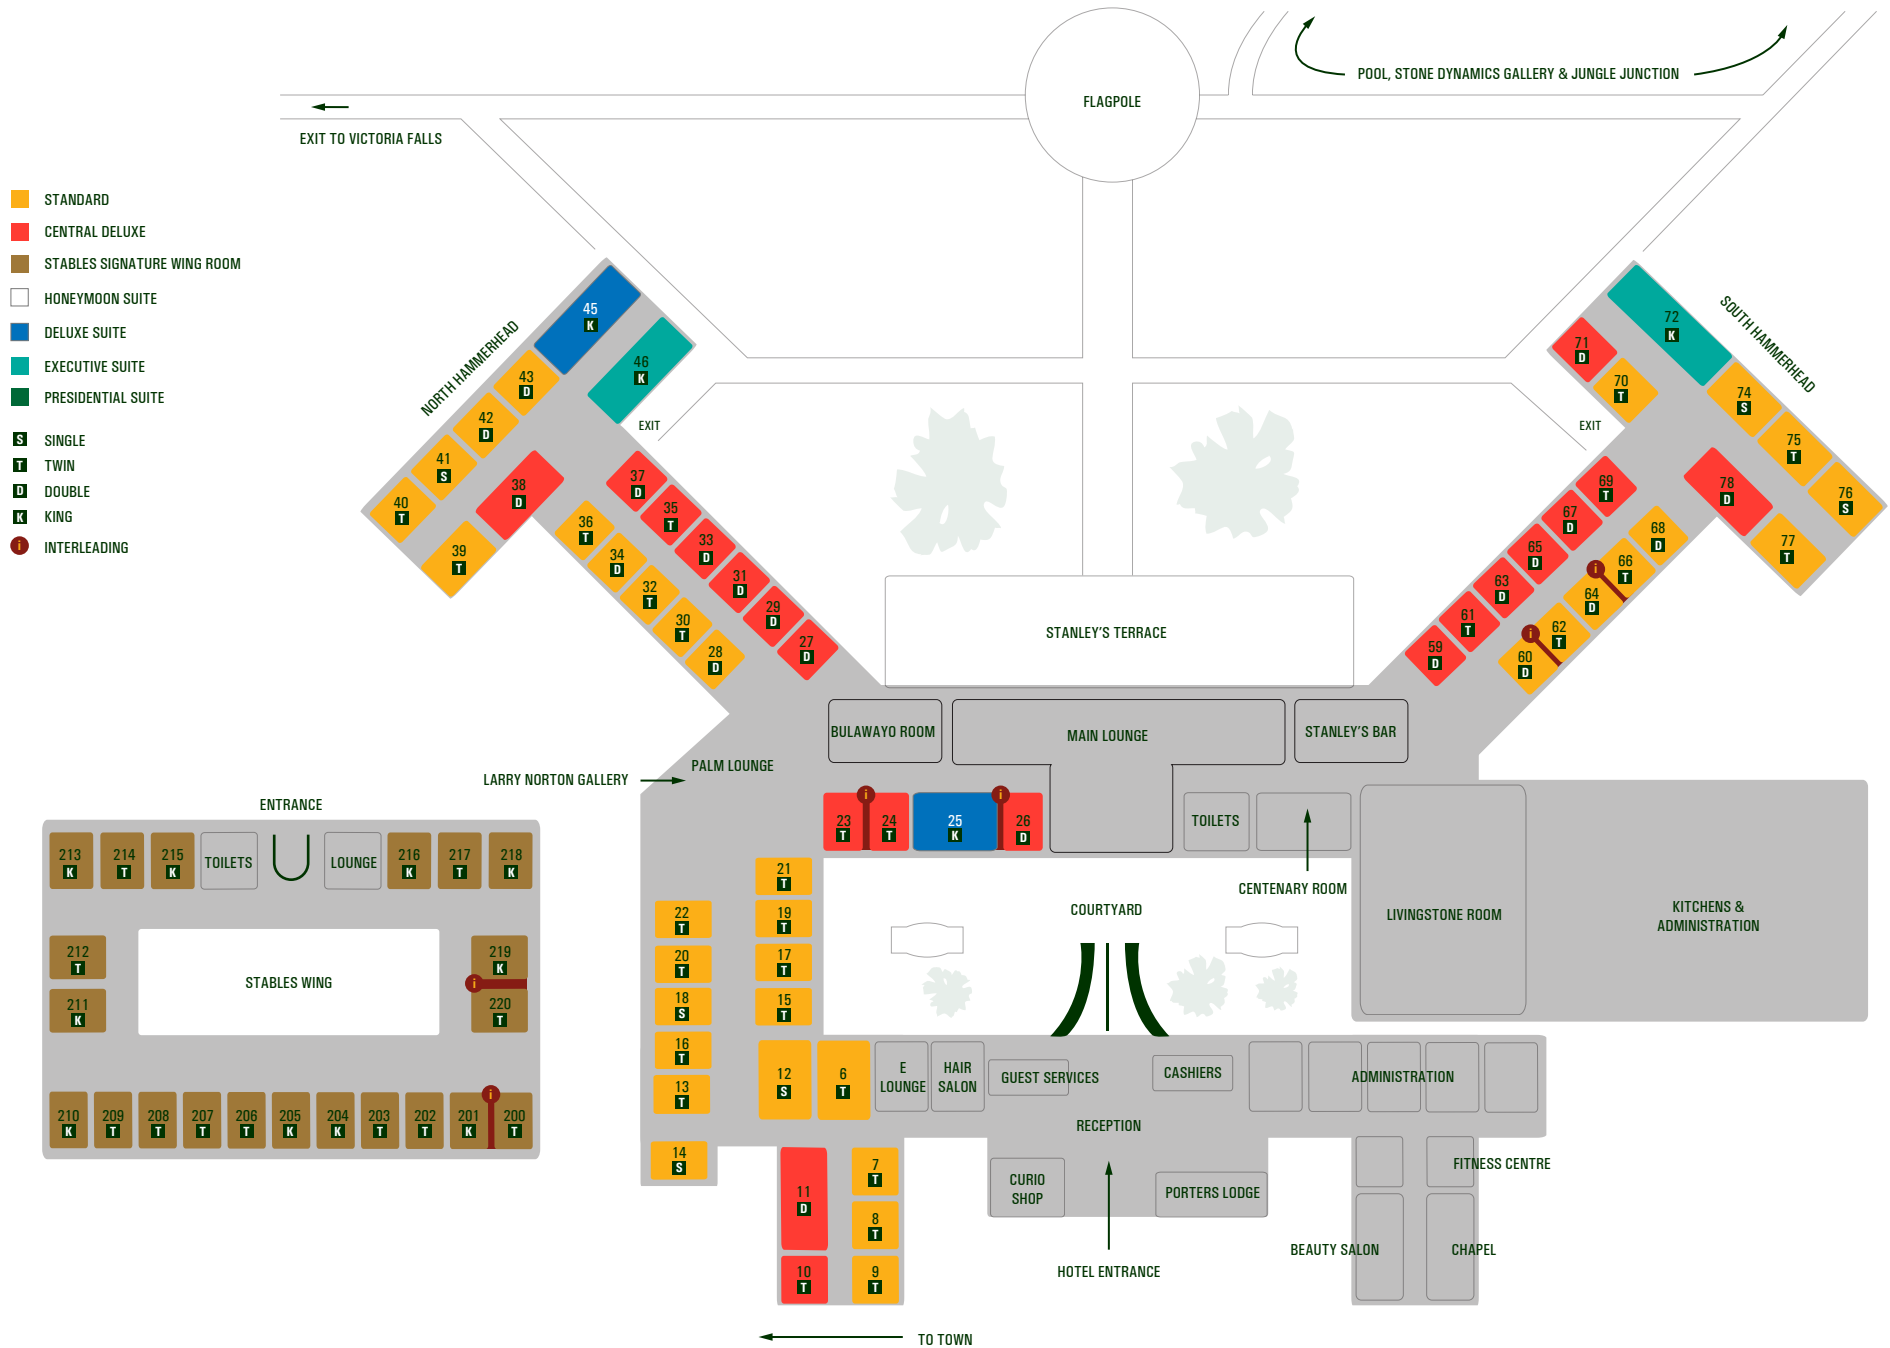 FLAGPOLE
POOL, STONE DYNAMICS GALLERY & JUNGLE JUNCTION
EXIT TO VICTORIA FALLS
STANDARD
CENTRAL DELUXE
STABLES SIGNATURE WING ROOM
HONEYMOON SUITE
DELUXE SUITE
EXECUTIVE SUITE
PRESIDENTIAL SUITE
S SINGLE
T TWIN
D DOUBLE
K KING
i INTERLEADING
NORTH HAMMERHEAD
45
K
46
K
43
D
42
D
41
S
40
T
38
D
39
T
EXIT
37
D
35
T
33
D
31
D
29
D
27
D
36
T
34
D
32
T
30
T
28
D
SOUTH HAMMERHEAD
72
K
71
D
70
T
74
S
75
T
76
S
78
D
77
T
EXIT
69
T
67
D
65
D
63
D
61
T
59
D
68
D
66
T
i
64
D
62
T
i
60
D
STANLEY'S TERRACE
BULAWAYO ROOM
MAIN LOUNGE
STANLEY'S BAR
PALM LOUNGE
LARRY NORTON GALLERY
23
T
i
24
T
25
K
i
26
D
TOILETS
CENTENARY ROOM
LIVINGSTONE ROOM
KITCHENS &
ADMINISTRATION
COURTYARD
21
T
19
T
17
T
15
T
22
T
20
T
18
S
16
T
13
T
14
S
12
S
6
T
E
LOUNGE
HAIR
SALON
GUEST SERVICES
CASHIERS
ADMINISTRATION
RECEPTION
11
D
10
T
7
T
8
T
9
T
CURIO
SHOP
PORTERS LODGE
FITNESS CENTRE
BEAUTY SALON
CHAPEL
HOTEL ENTRANCE
TO TOWN
ENTRANCE
213
K
214
T
215
K
TOILETS
LOUNGE
216
K
217
T
218
K
212
T
211
K
STABLES WING
219
K
i
220
T
210
K
209
T
208
T
207
T
206
T
205
K
204
K
203
T
202
T
201
K
i
200
T